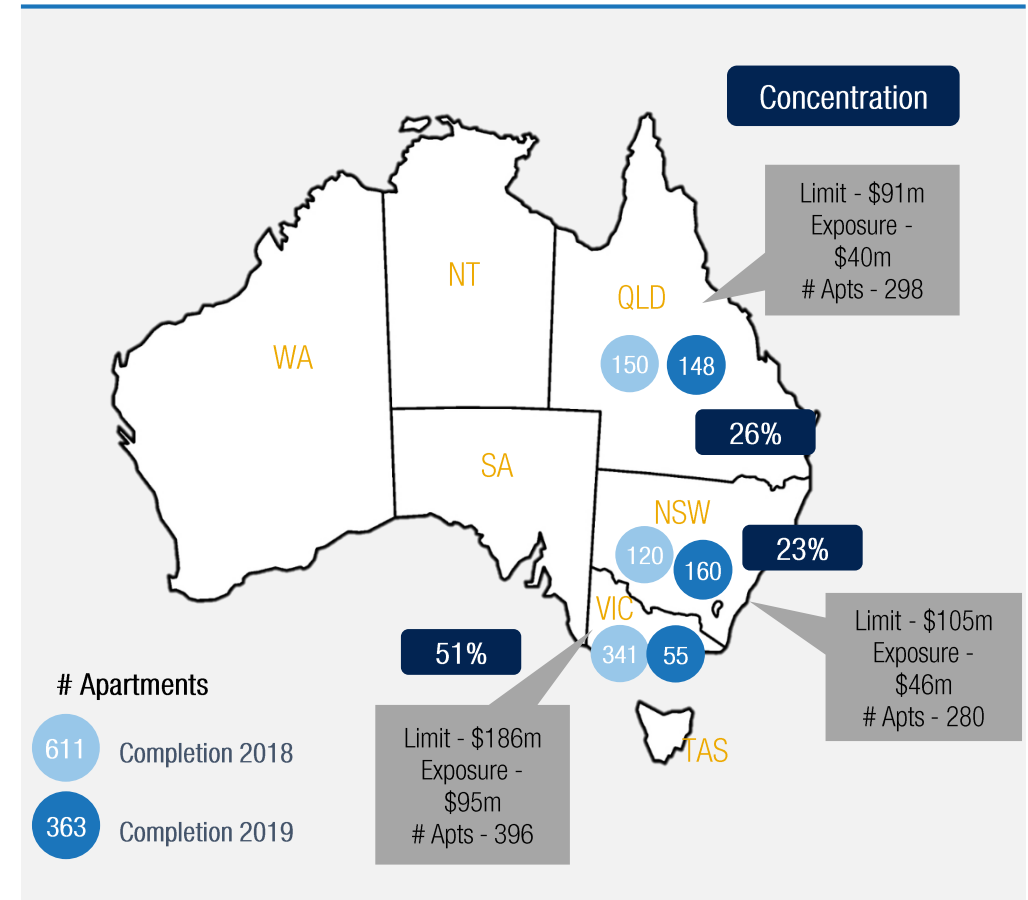 Concentration
Limit - $91m
Exposure -
$40m
# Apts - 298
NT
QLD
WA
150
148
26%
SA
NSW
120
160
23%
VIC
341
55
51%
Limit - $105m
Exposure -
$46m
# Apts - 280
# Apartments
611
Completion 2018
363
Completion 2019
Limit - $186m
Exposure -
$95m
# Apts - 396
TAS